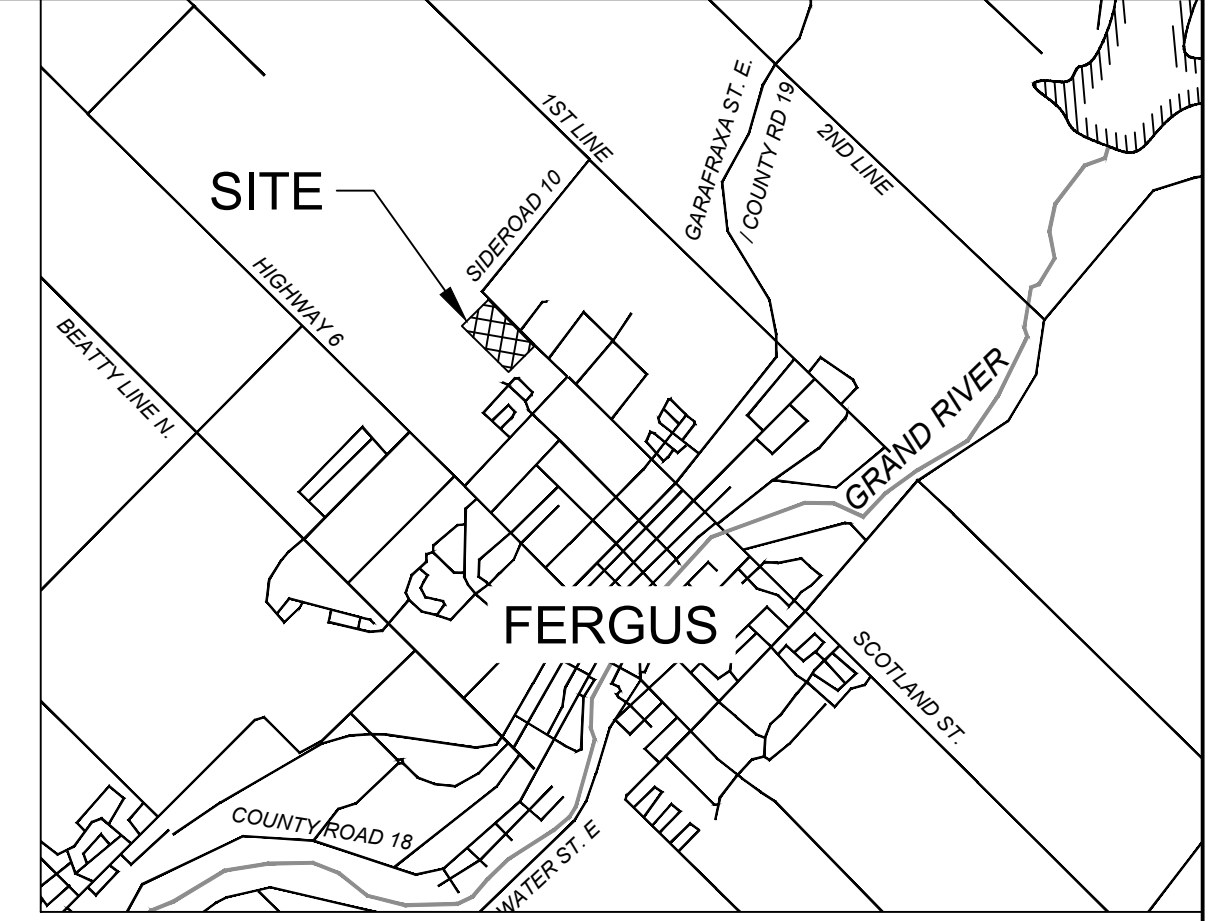 1ST LINE
GARAFRAXA ST. E.
/ COUNTY RD 19
2ND LINE
SITE
SIDEROAD 10
HIGHWAY 6
BEATTY LINE N.
GRAND RIVER
FERGUS
SCOTLAND ST.
COUNTY ROAD 18
WATER ST. E